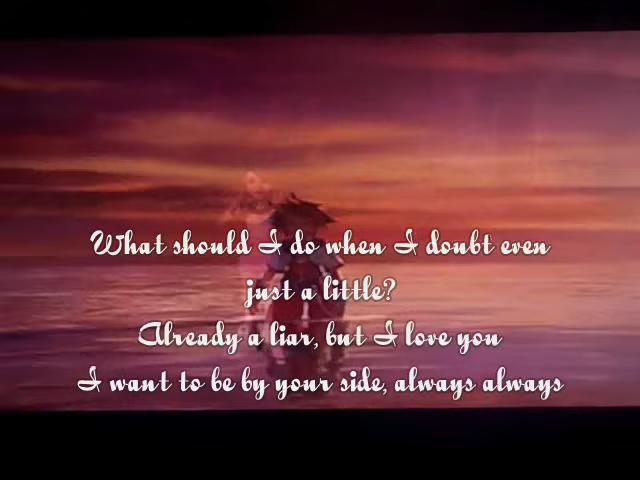 What should I do when I doubt even
just a little?
Already a liar, but I love you
I want to be by your side, always always